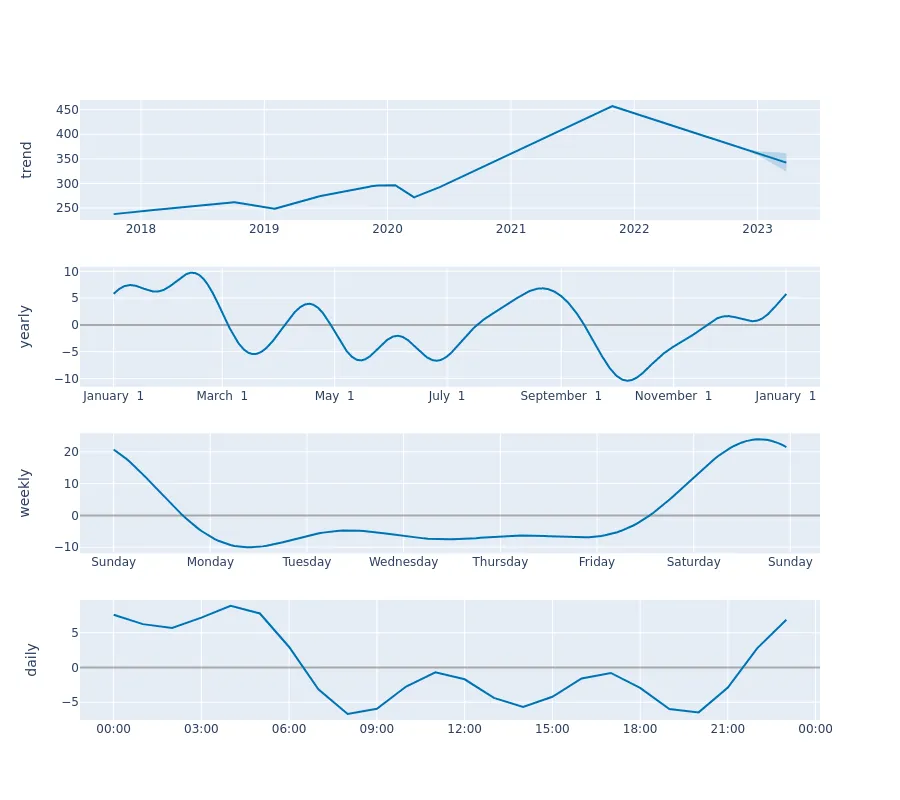 trend
450
400
350
300
250
2018 2019 2020 2021 2022 2023
yearly
10
5
0
−5
−10
January 1 March 1 May 1 July 1 September 1 November 1 January 1
weekly
20
10
0
−10
Sunday Monday Tuesday Wednesday Thursday Friday Saturday Sunday
daily
5
0
−5
00:00 03:00 06:00 09:00 12:00 15:00 18:00 21:00 00:00